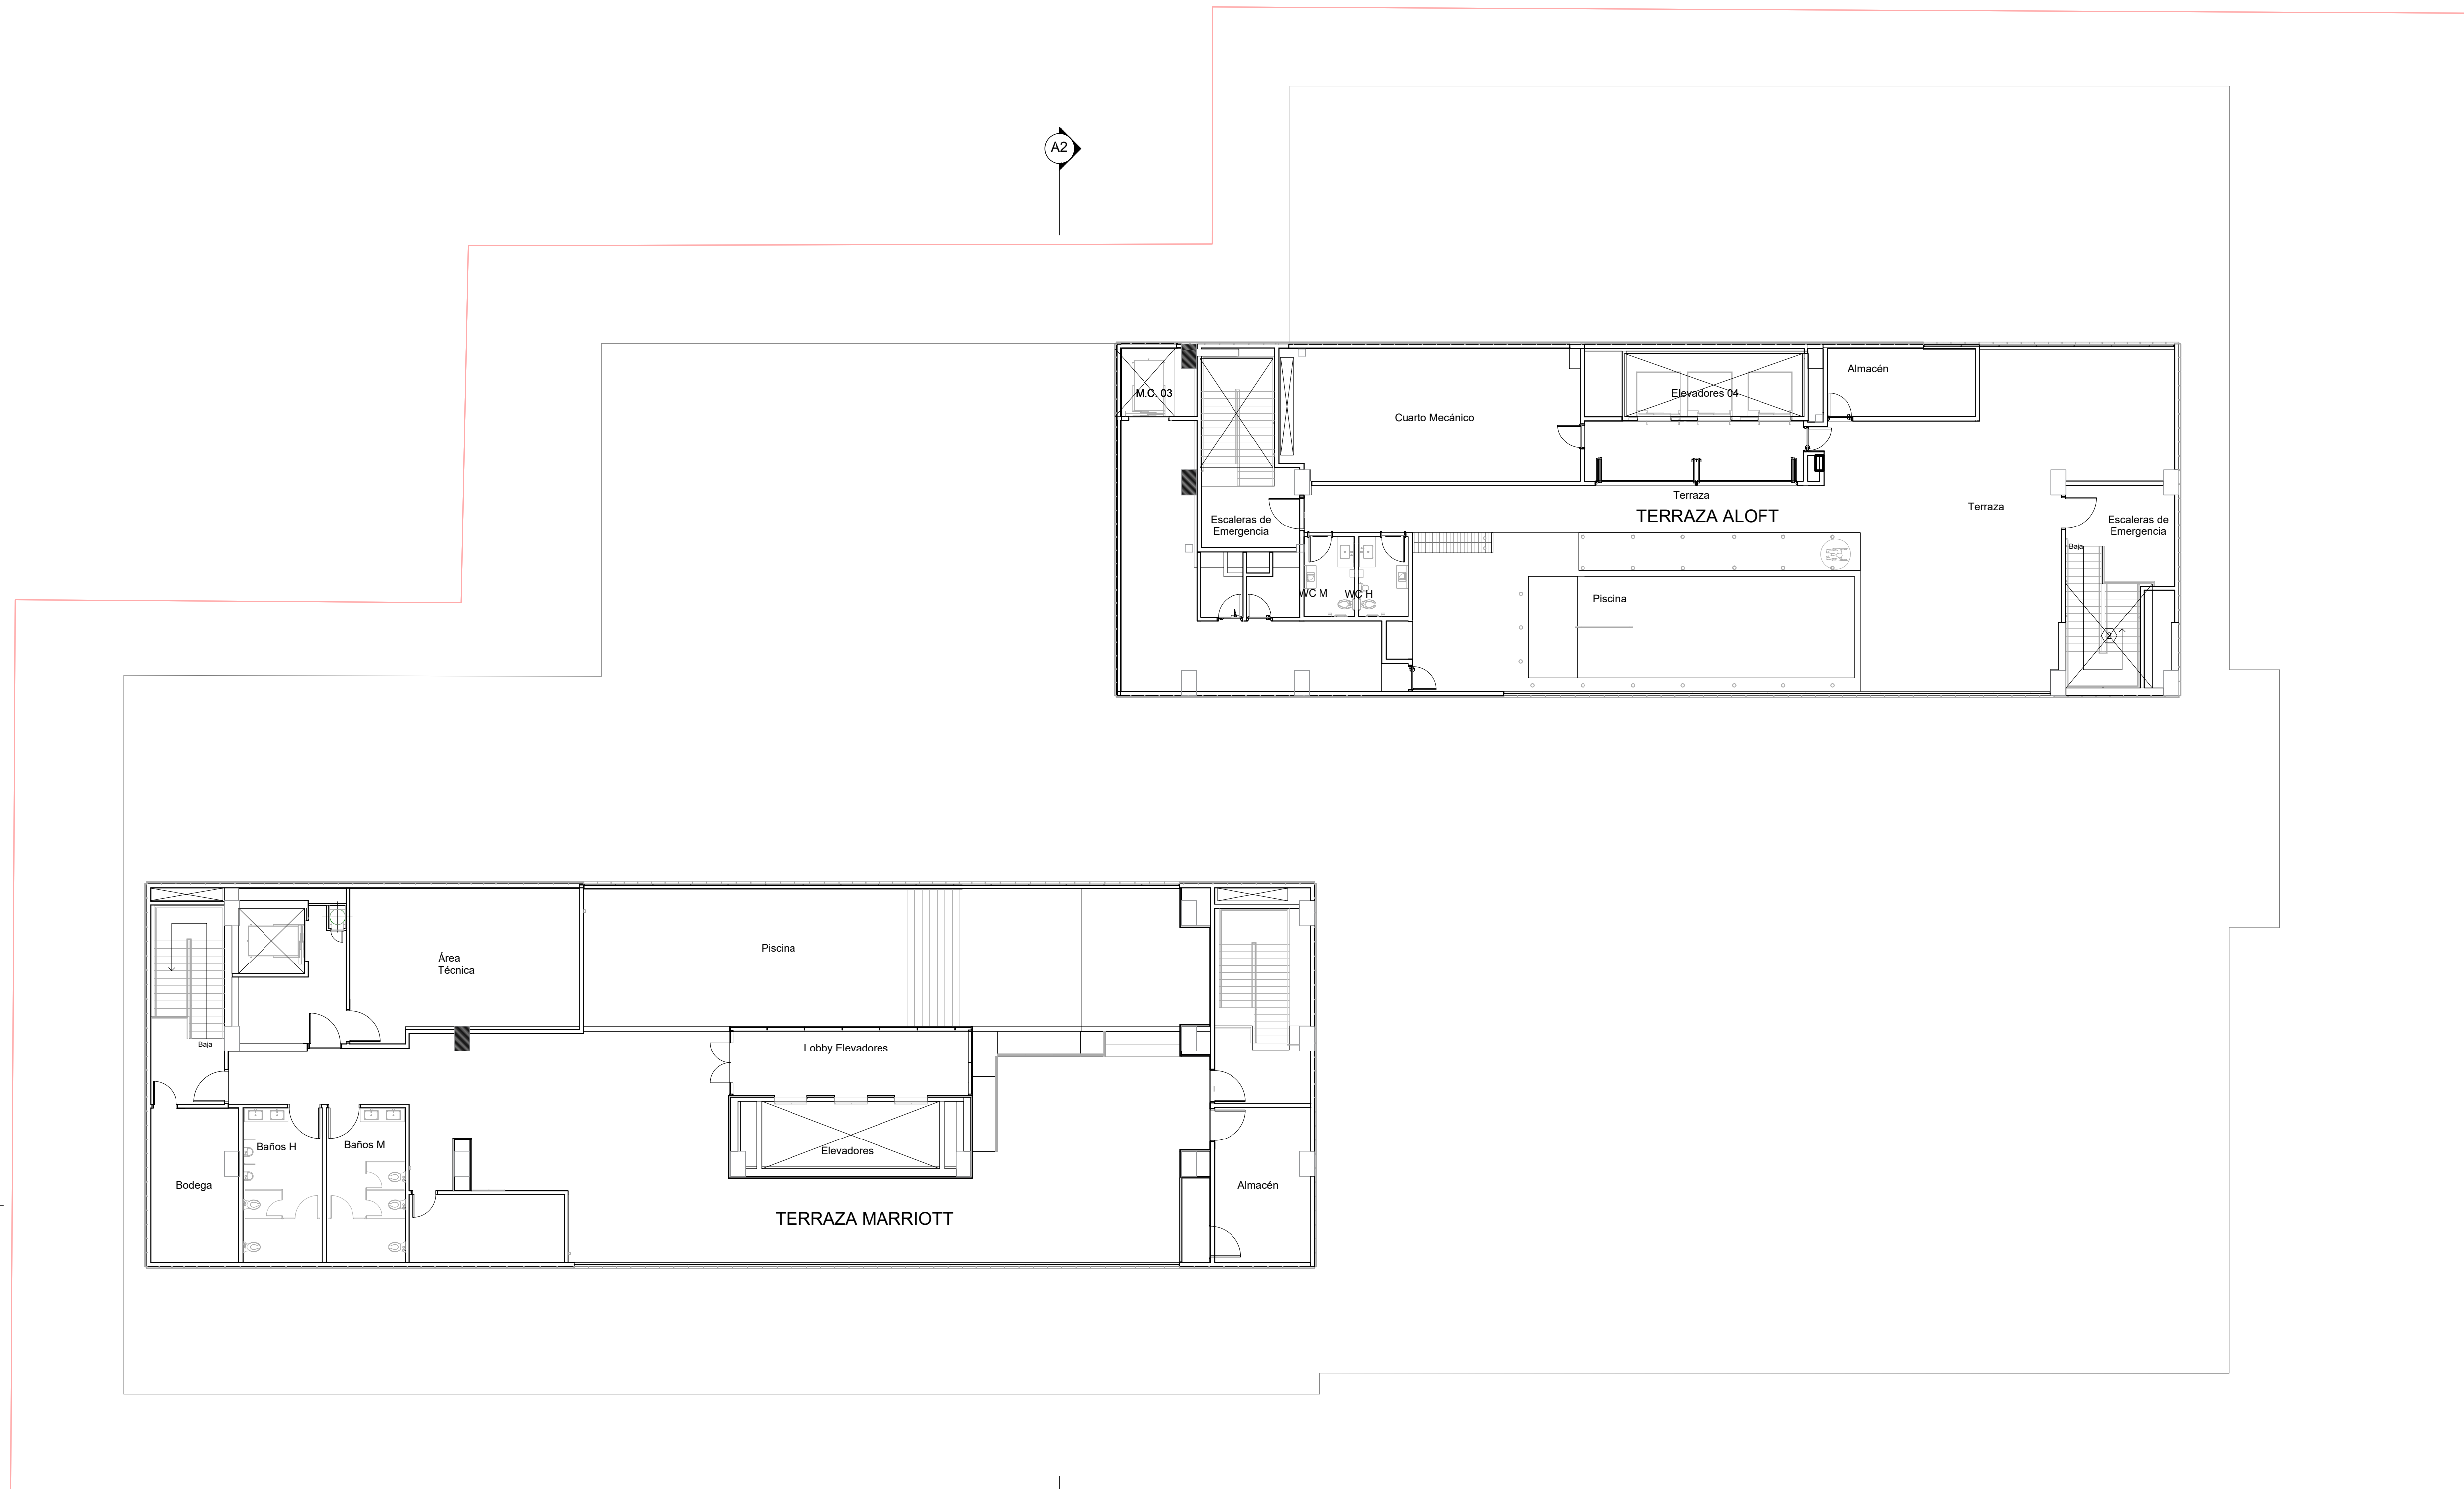 A2
M.C. 03
Cuarto Mecánico
Elevadores 04
Almacén
Terraza
TERRAZA ALOFT
Terraza
Escaleras de
Emergencia
Escaleras de
Emergencia
Baja
WC M
WC H
Piscina
2
Área
Técnica
Piscina
Baja
Lobby Elevadores
Baños H
Baños M
Elevadores
Bodega
Almacén
TERRAZA MARRIOTT